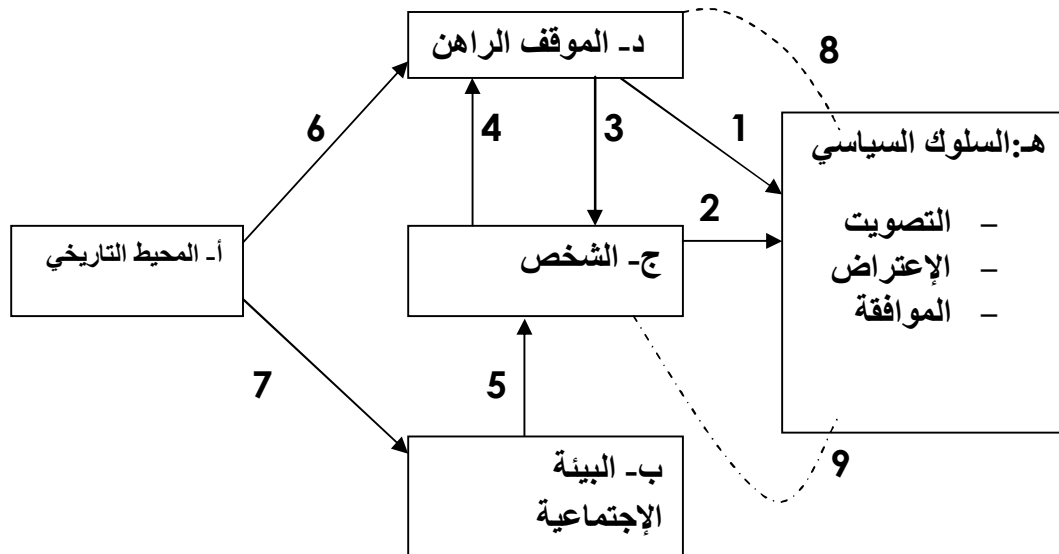 د- الموقف الراهن
8
6
4
3
1
هـ:السلوك السياسي
2
– التصويت
– الإعتراض
– الموافقة
أ- المحيط التاريخي
ج- الشخص
7
5
9
ب- البيئة
الإجتماعية